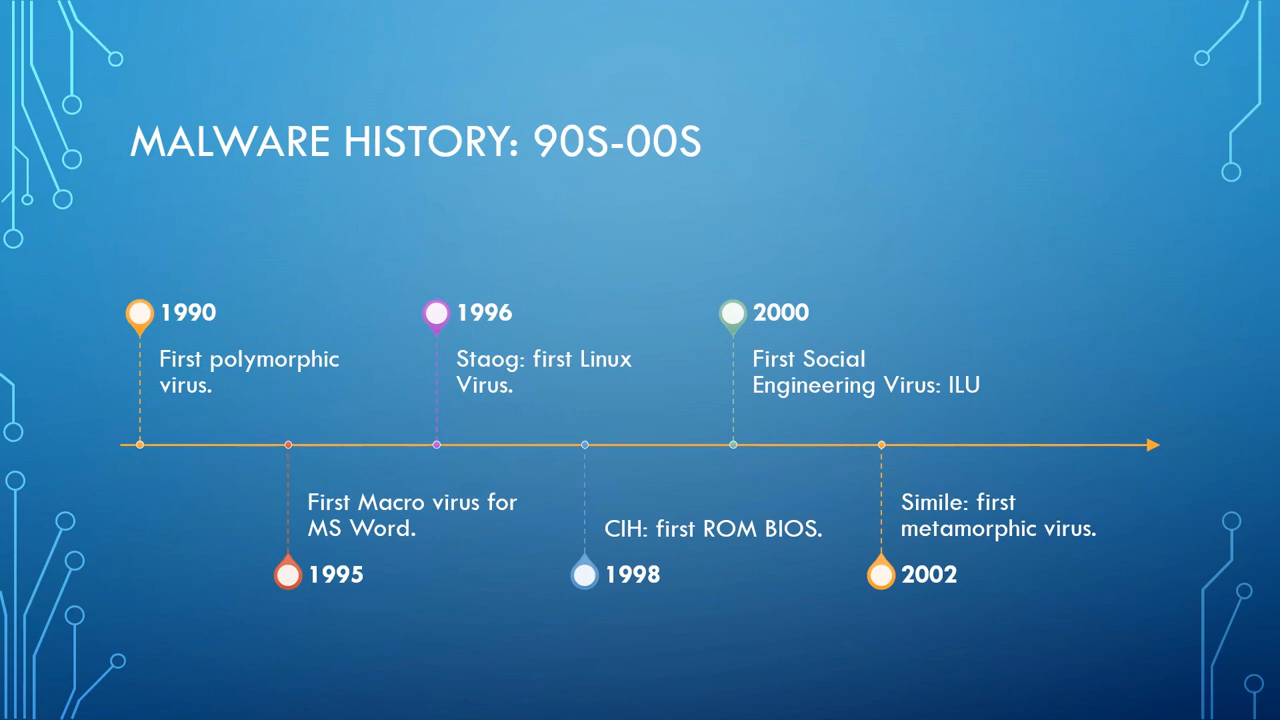 MALWARE HISTORY: 90S-00S
1990
First polymorphic
virus.
1996
Staog: first Linux
Virus.
2000
First Social
Engineering Virus: ILU
First Macro virus for
MS Word.
1995
CIH: first ROM BIOS.
1998
Simile: first
metamorphic virus.
2002